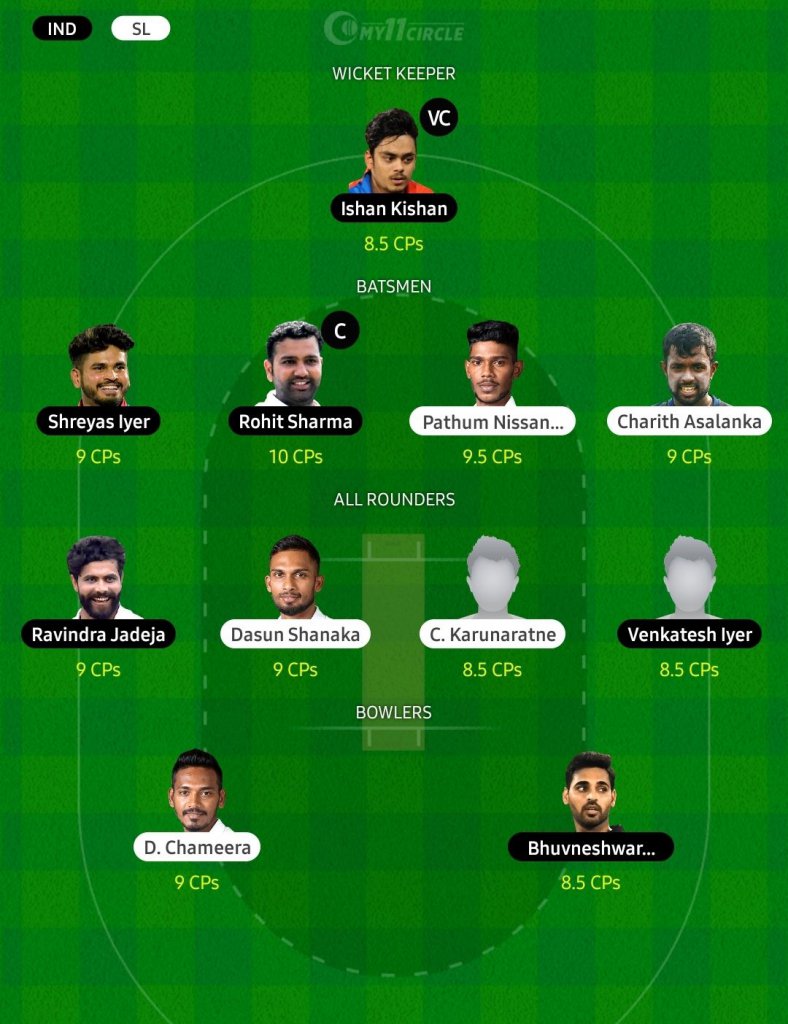 IND
SL
MY11CIRCLE
WICKET KEEPER
VC
Ishan Kishan
8.5 CPs
BATSMEN
C
Shreyas Iyer
Rohit Sharma
Pathum Nissan...
Charith Asalanka
9 CPs
10 CPs
9.5 CPs
9 CPs
ALL ROUNDERS
Ravindra Jadeja
Dasun Shanaka
C. Karunaratne
Venkatesh Iyer
9 CPs
9 CPs
8.5 CPs
8.5 CPs
BOWLERS
D. Chameera
Bhuvneshwar...
9 CPs
8.5 CPs